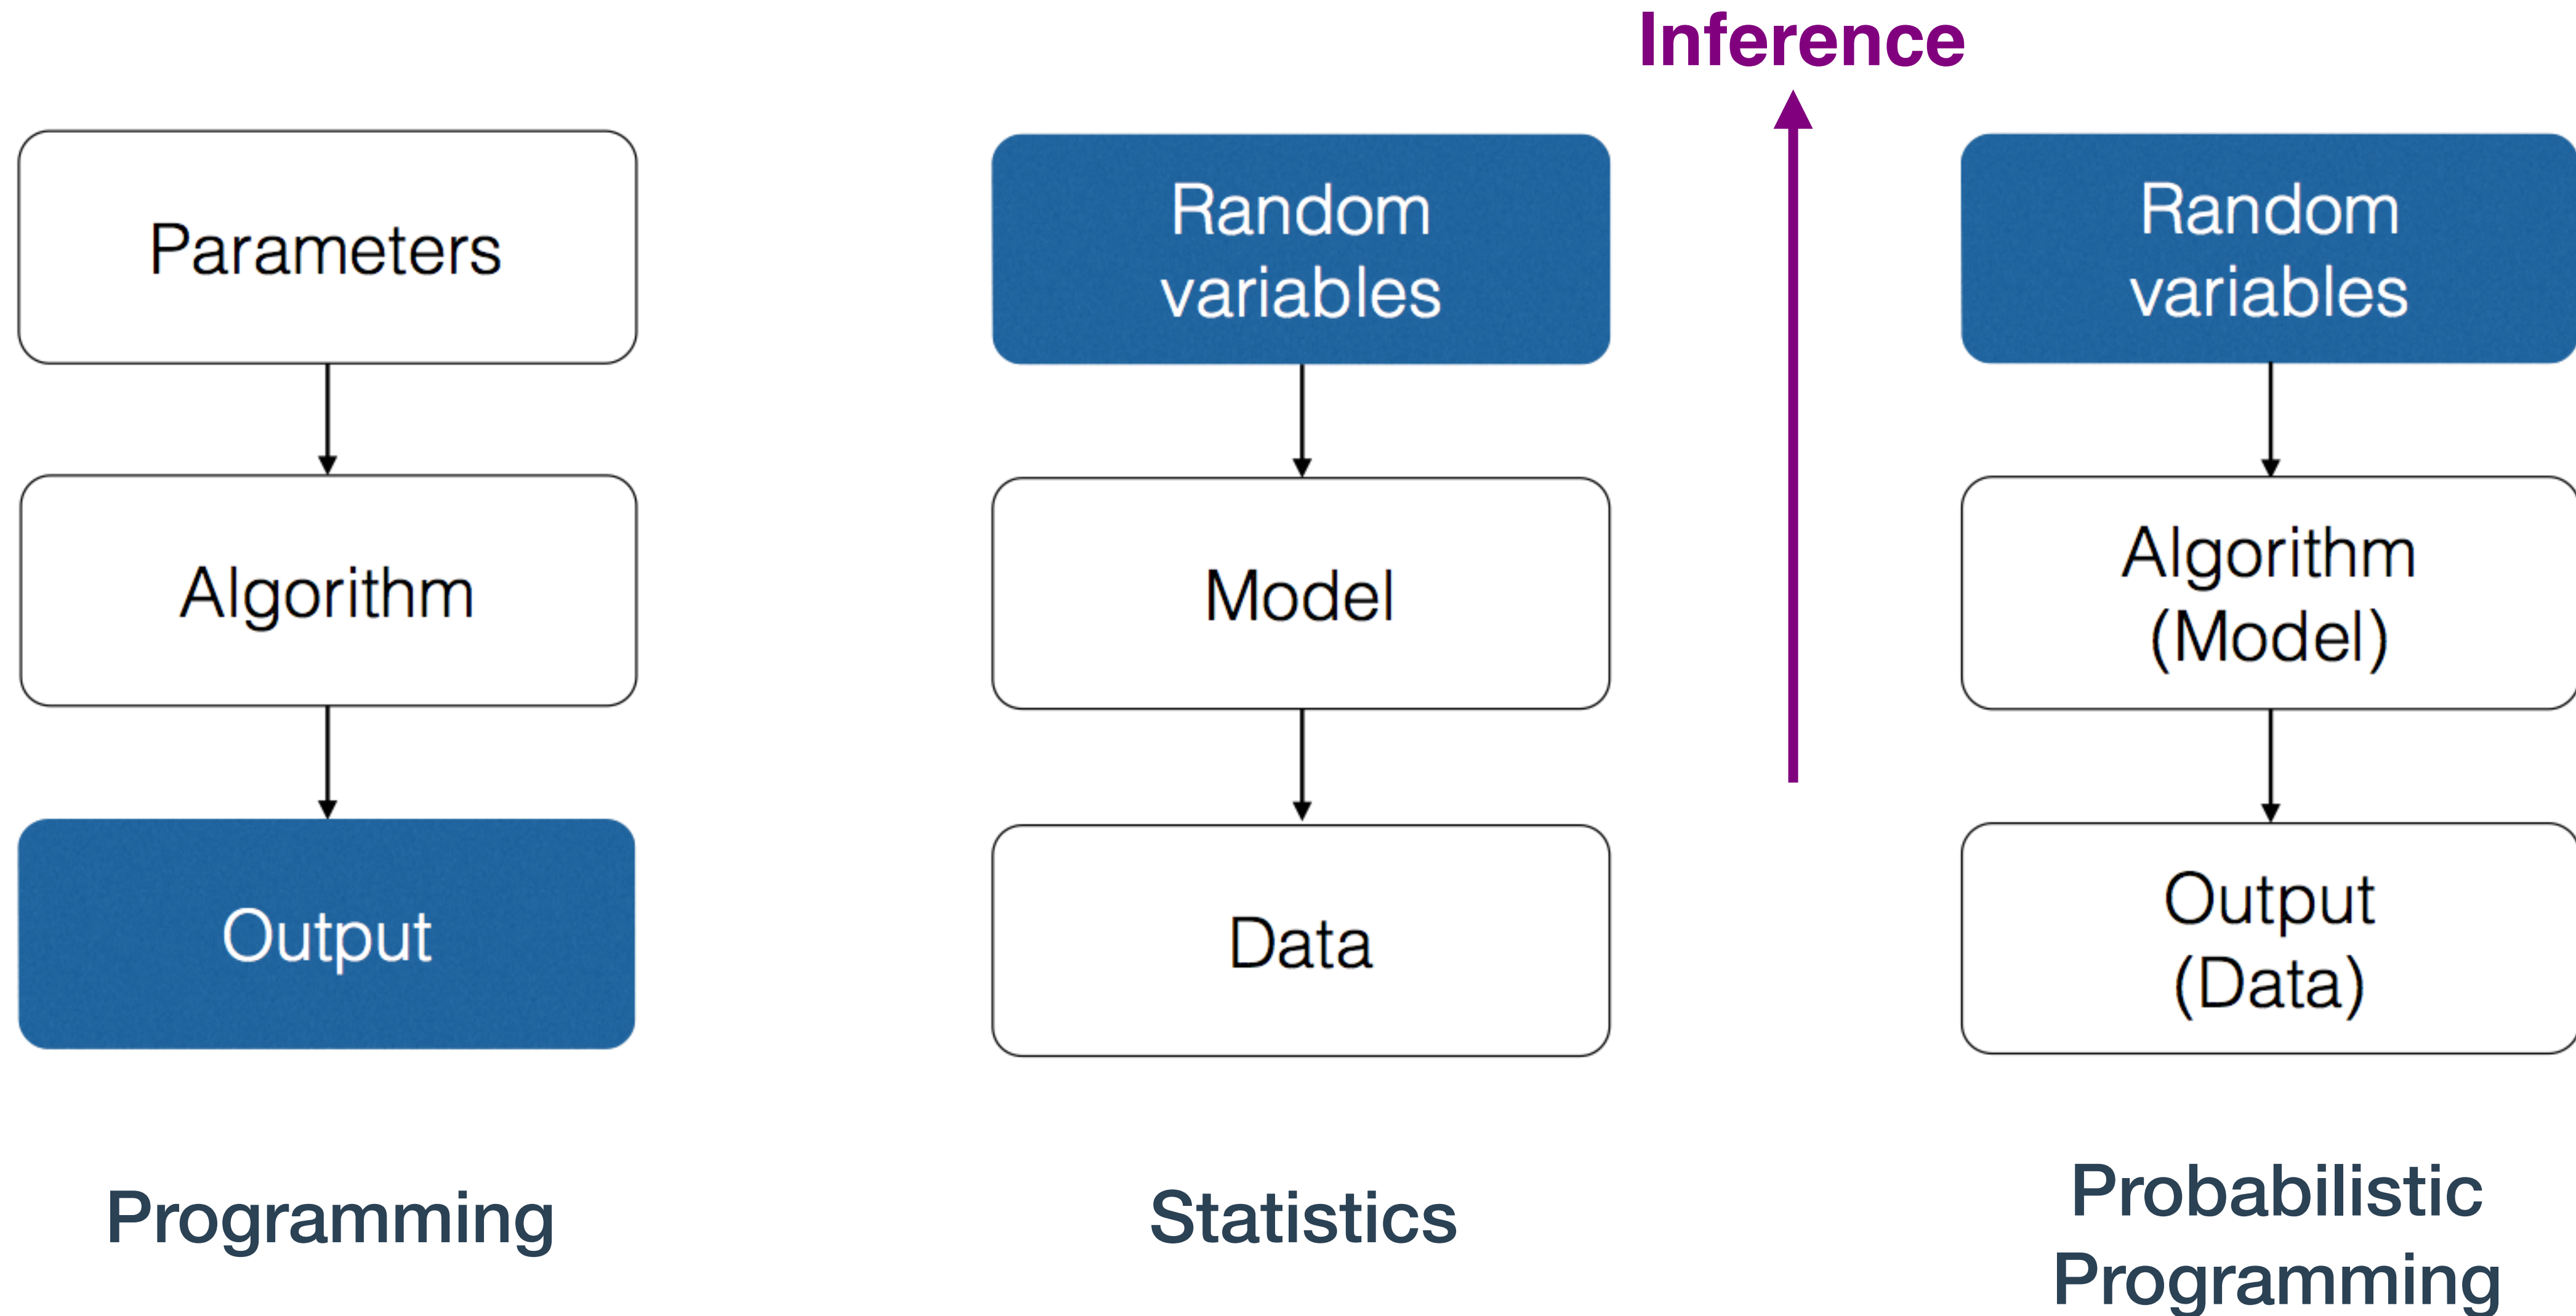 Inference
Parameters
Algorithm
Output
Programming
Random
variables
Model
Data
Statistics
Random
variables
Algorithm
(Model)
Output
(Data)
Probabilistic
Programming